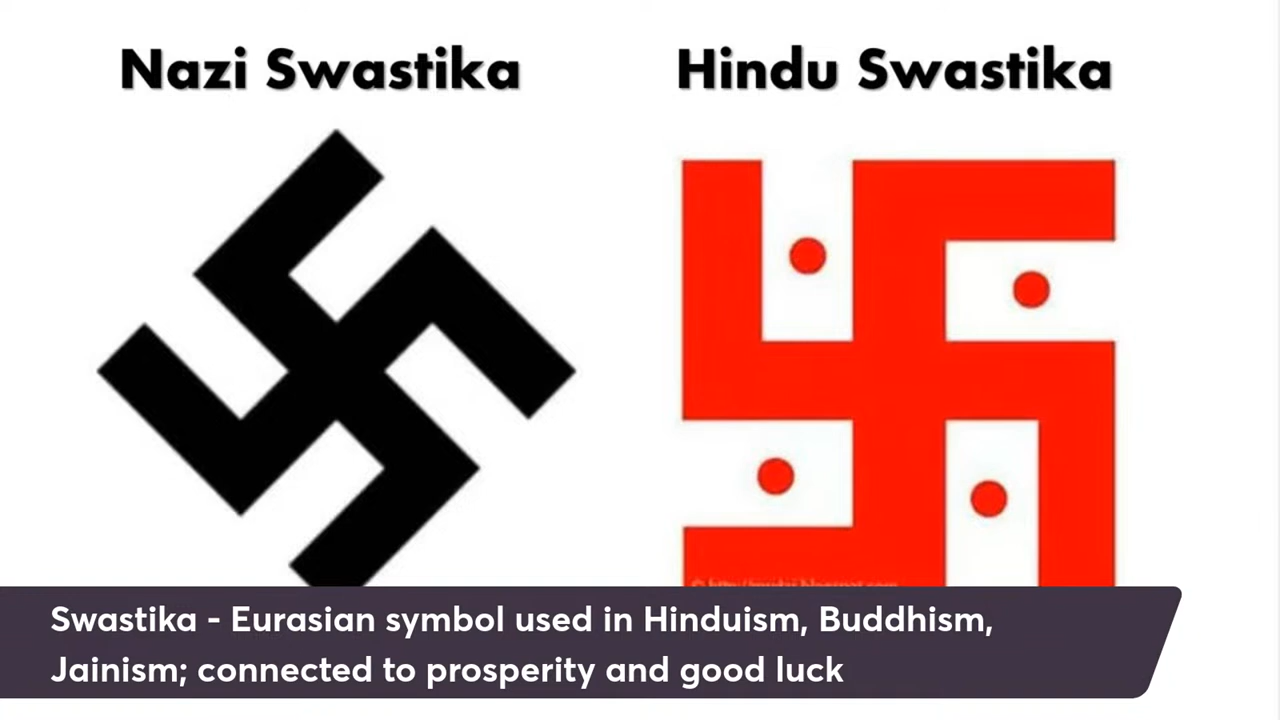 Nazi Swastika
Hindu Swastika
Swastika - Eurasian symbol used in Hinduism, Buddhism,
Jainism; connected to prosperity and good luck